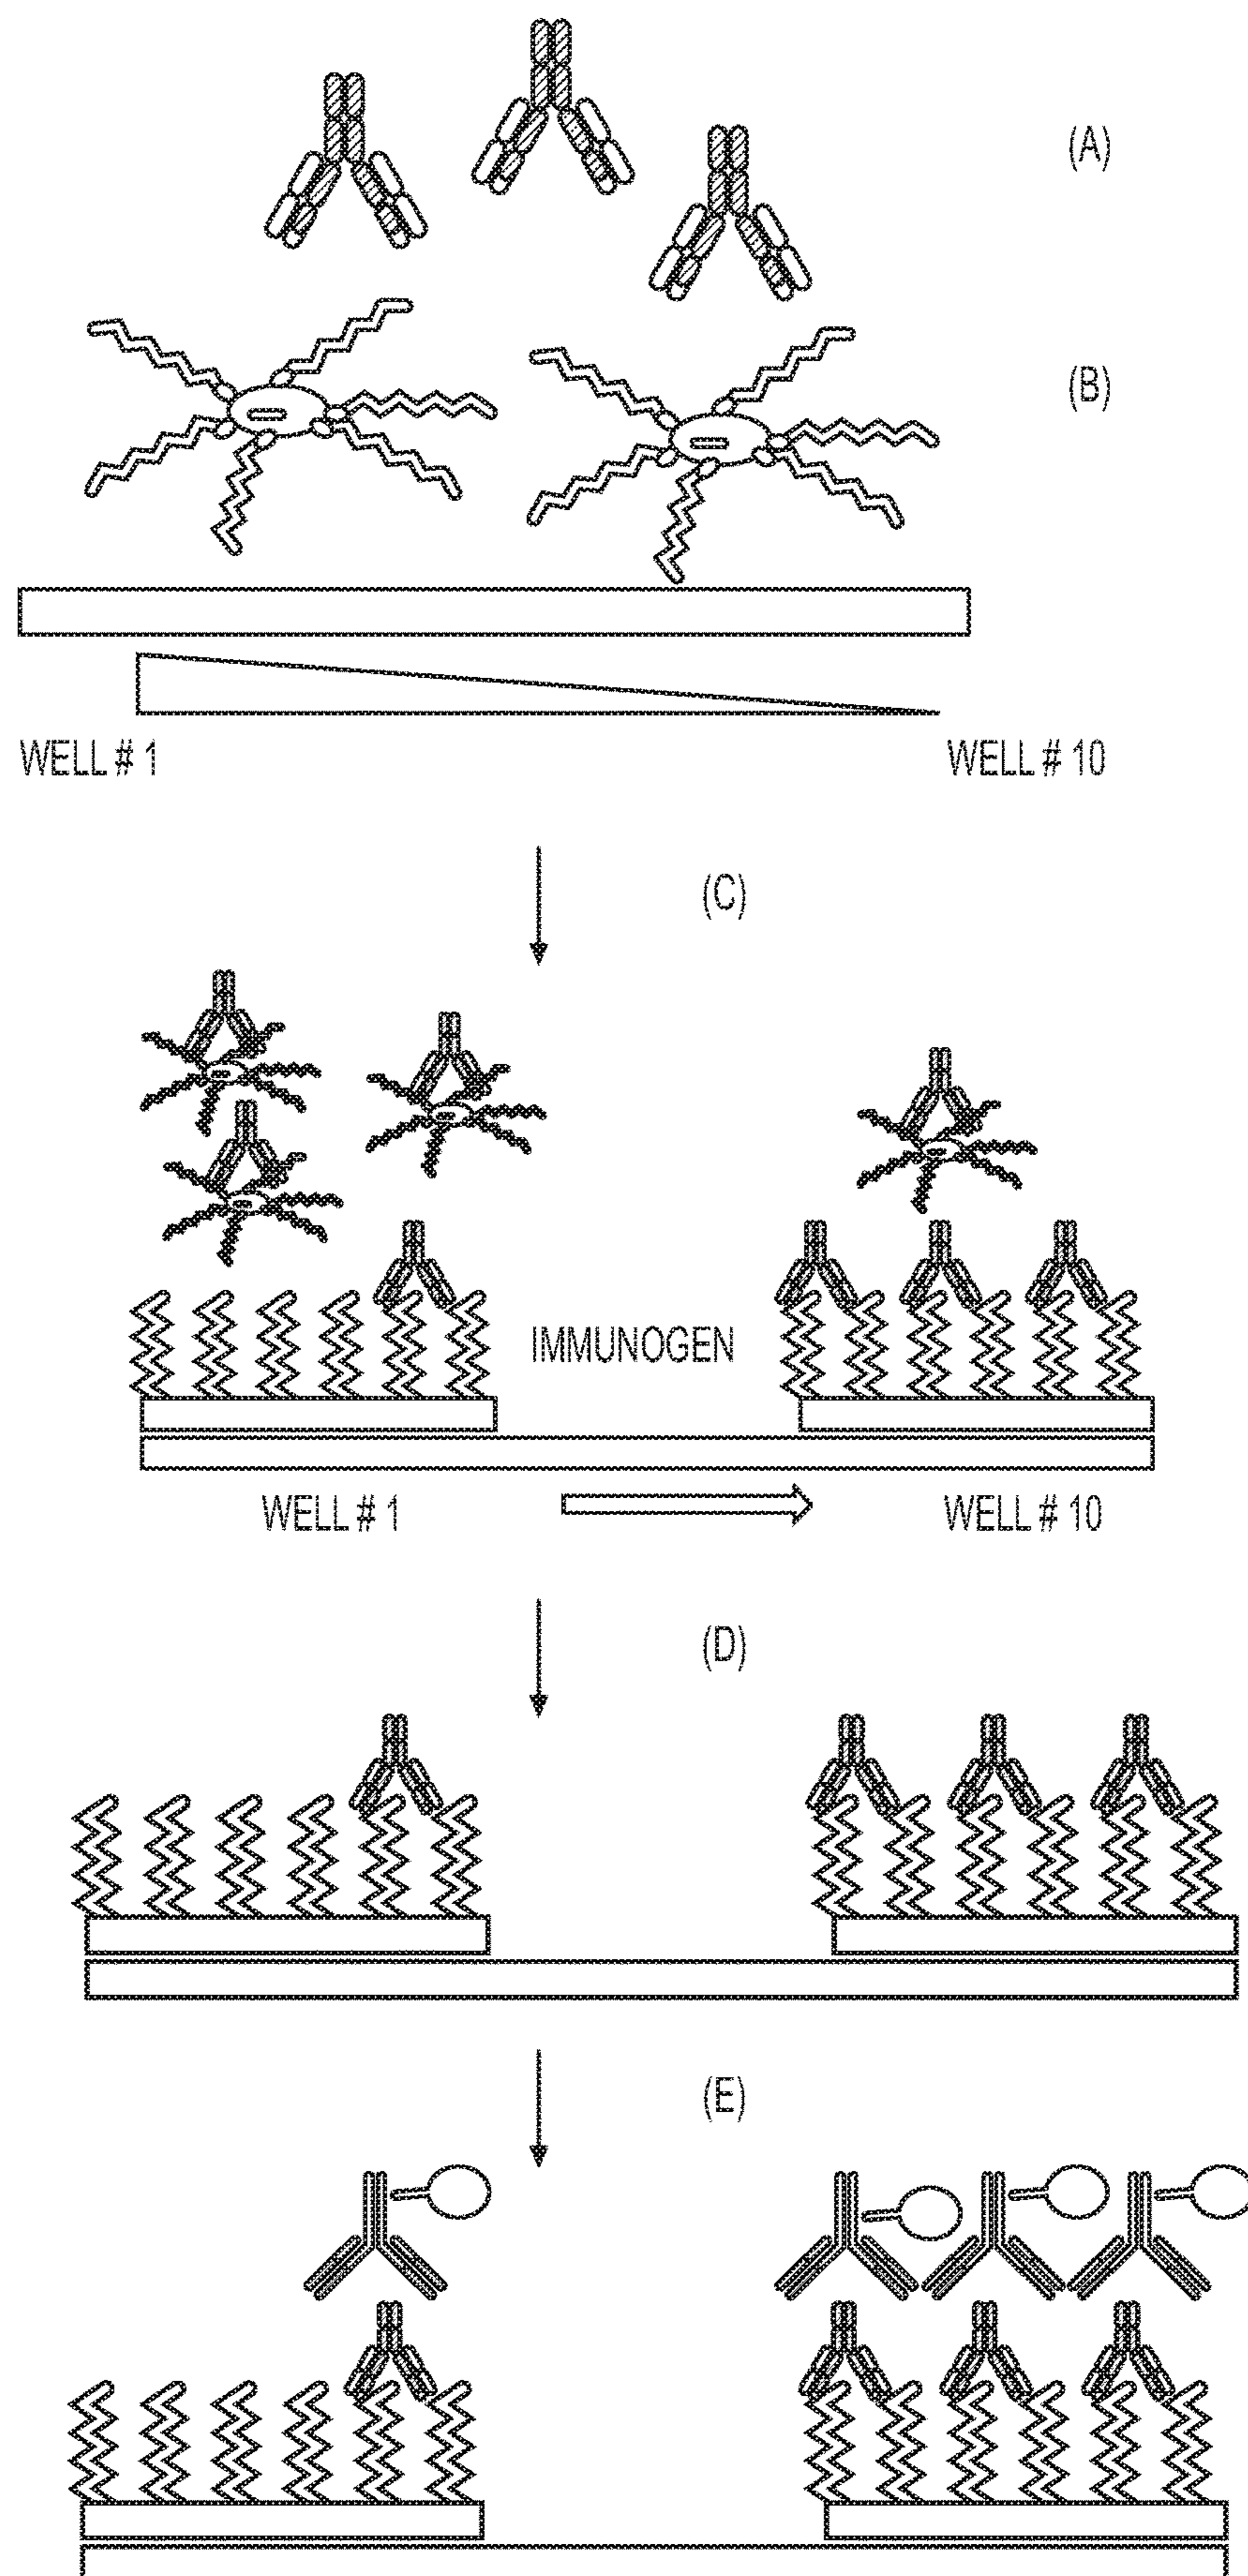 (A)
(B)
WELL # 1
WELL # 10
(C)
IMMUNOGEN
WELL # 1
WELL # 10
(D)
(E)